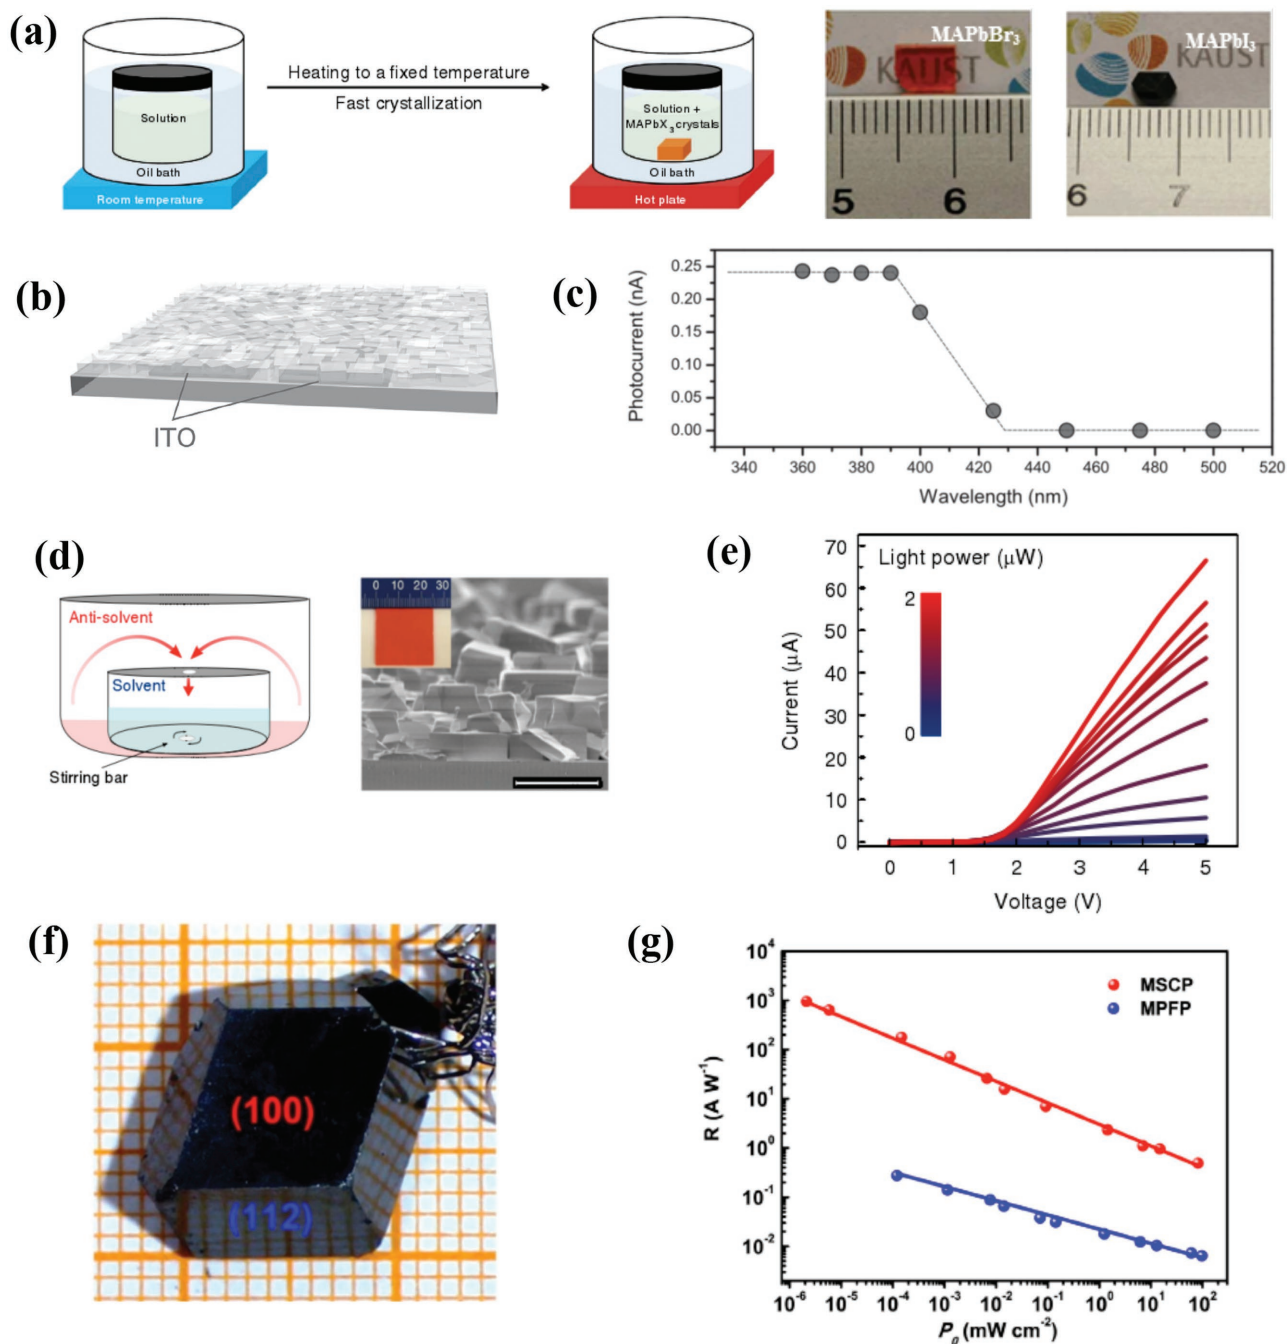 (a)
Solution
Oil bath
Room temperature
Heating to a fixed temperature
Fast crystallization
Solution +
MAPbX3 crystals
Oil bath
Hot plate
MAPbBr3
KAUST
5 6
MAPbI3
KAUST
6 7
(b)
ITO
(c)
Photocurrent (nA)
0.25
0.20
0.15
0.10
0.05
0.00
340 360 380 400 420 440 460 480 500 520
Wavelength (nm)
(d)
Anti-solvent
Solvent
Stirring bar
0 10 20 30
(e)
Light power (μW)
2
0
Current (μA)
70
60
50
40
30
20
10
0
0 1 2 3 4 5
Voltage (V)
(f)
(100)
(112)
(g)
MSCP
MPFP
R (A W-1)
10^4
10^3
10^2
10^1
10^0
10^-1
10^-2
10^-6 10^-5 10^-4 10^-3 10^-2 10^-1 10^0 10^1 10^2
Po (mW cm-2)